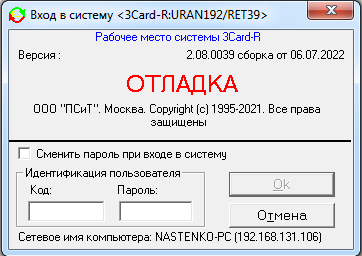 Вход в систему <3Card-R:URAN192/RET39>
Рабочее место системы 3Card-R
Версия : 2.08.0039 сборка от 06.07.2022
ОТЛАДКА
ООО "ПСиТ". Москва. Copyright (c) 1995-2021. Все права
защищены
Сменить пароль при входе в систему
Идентификация пользователя
Код: Пароль:
Ok
Отмена
Сетевое имя компьютера: NASTENKO-PC (192.168.131.106)